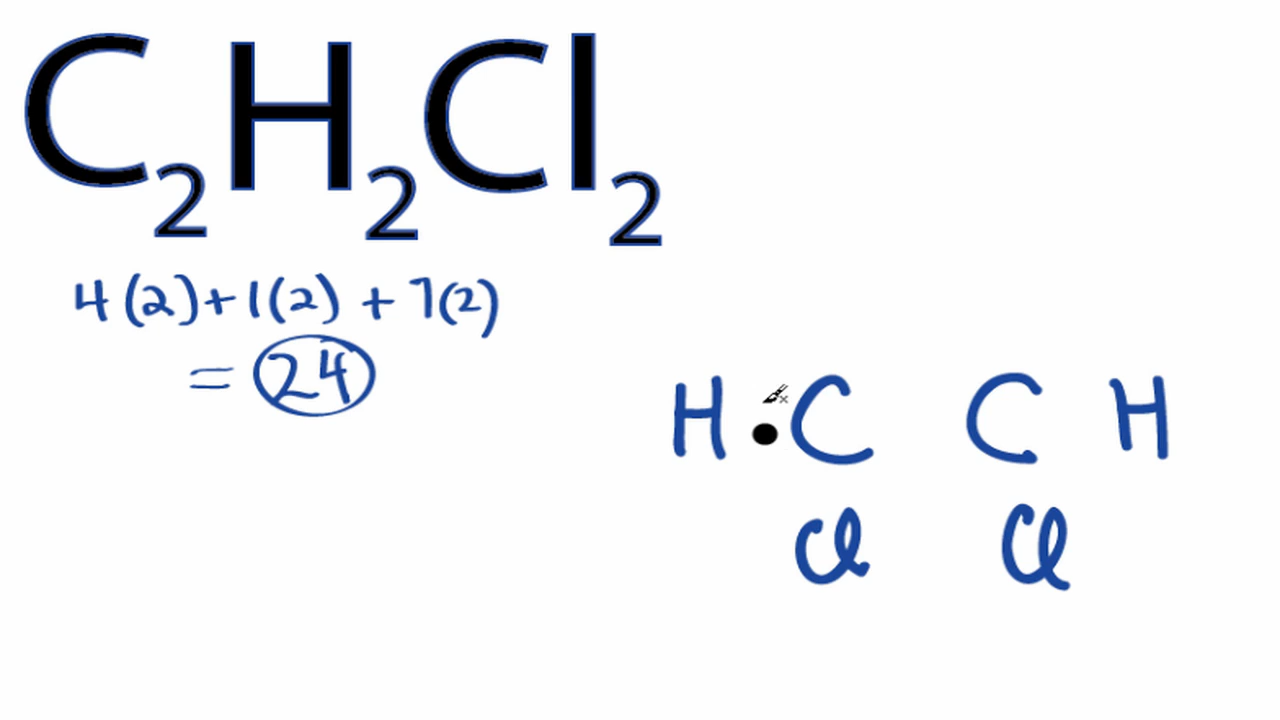 C₂H₂Cl₂
4(2)+1(2) + 7(2)
= 24
H C C H
Cl Cl